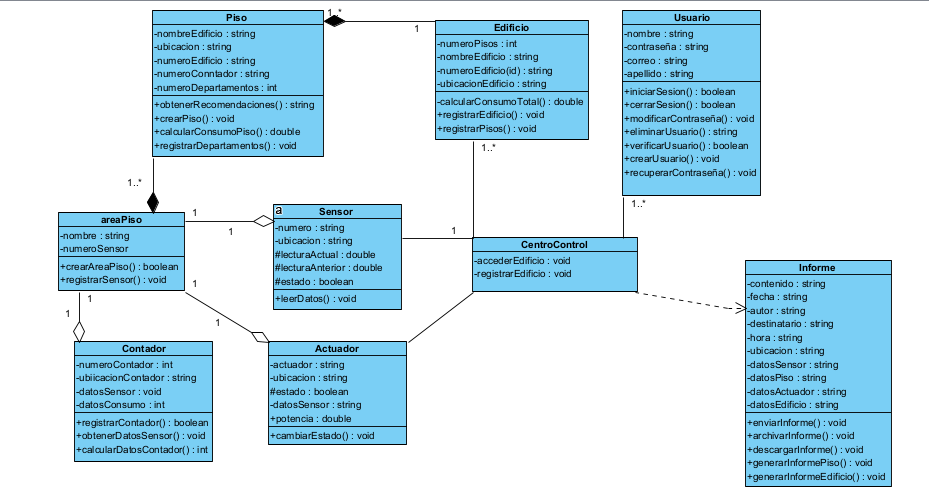 Piso
-nombreEdificio : string
-ubicacion : string
-numeroEdificio : string
-numeroConntador : string
-numeroDepartamentos : int
+obtenerRecomendaciones() : string
+crearPiso() : void
+calcularConsumoPiso() : double
+registrarDepartamentos() : void
1..*
1
Edificio
-numeroPisos : int
-nombreEdificio : string
-numeroEdificio(id) : string
-ubicacionEdificio : string
-calcularConsumoTotal() : double
+registrarEdificio() : void
+registrarPisos() : void
1..*
Usuario
-nombre : string
-contraseña : string
-correo : string
-apellido : string
+iniciarSesion() : boolean
+cerrarSesion() : boolean
+modificarContraseña() : void
+eliminarUsuario() : string
+verificarUsuario() : boolean
+crearUsuario() : void
+recuperarContraseña() : void
1..*
1..*
areaPiso
-nombre : string
-numeroSensor
+crearAreaPiso() : boolean
+registrarSensor() : void
1
1
a
Sensor
-numero : string
-ubicacion : string
#lecturaActual : double
#lecturaAnterior : double
#estado : boolean
+leerDatos() : void
1
CentroControl
-accederEdificio : void
-registrarEdificio : void
1
1
1
1
Contador
-numeroContador : int
-ubiicacionContador : string
-datosSensor : void
-datosConsumo : int
+registrarContador() : boolean
+obtenerDatosSensor() : void
+calcularDatosContador() : int
Actuador
-actuador : string
-ubicacion : string
#estado : boolean
-datosSensor : string
+potencia : double
+cambiarEstado() : void
Informe
-contenido : string
-fecha : string
-autor : string
-destinatario : string
-hora : string
-ubicacion : string
-datosSensor : string
-datosPiso : string
-datosActuador : string
-datosEdificio : string
+enviarInforme() : void
+archivarInforme() : void
+descargarInforme() : void
+generarInformePiso() : void
+generarInformeEdificio() : void